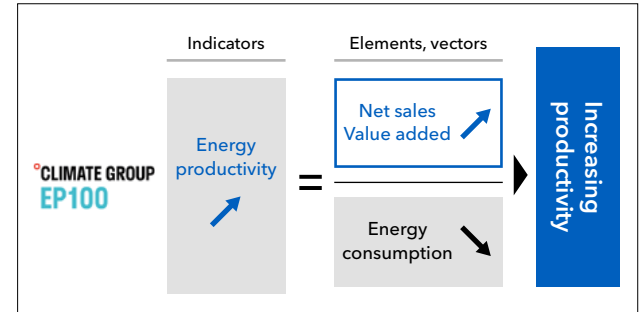 Indicators
Elements, vectors
°CLIMATE GROUP
EP100
Energy
productivity
=
Net sales
Value added
Energy
consumption
Increasing
productivity